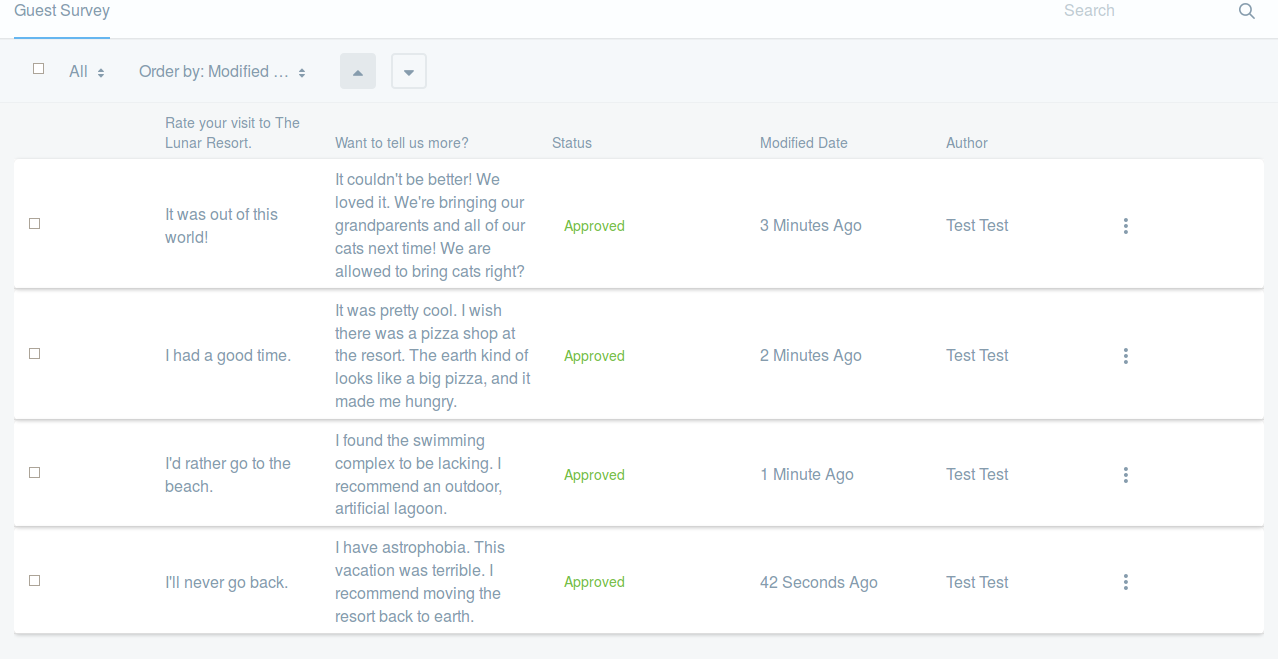 Guest Survey
Search
All
Order by: Modified ...
Rate your visit to The
Lunar Resort.
Want to tell us more?
Status
Modified Date
Author
It was out of this
world!
It couldn't be better! We
loved it. We're bringing our
grandparents and all of our
cats next time! We are
allowed to bring cats right?
Approved
3 Minutes Ago
Test Test
I had a good time.
It was pretty cool. I wish
there was a pizza shop at
the resort. The earth kind of
looks like a big pizza, and it
made me hungry.
Approved
2 Minutes Ago
Test Test
I'd rather go to the
beach.
I found the swimming
complex to be lacking. I
recommend an outdoor,
artificial lagoon.
Approved
1 Minute Ago
Test Test
I'll never go back.
I have astrophobia. This
vacation was terrible. I
recommend moving the
resort back to earth.
Approved
42 Seconds Ago
Test Test